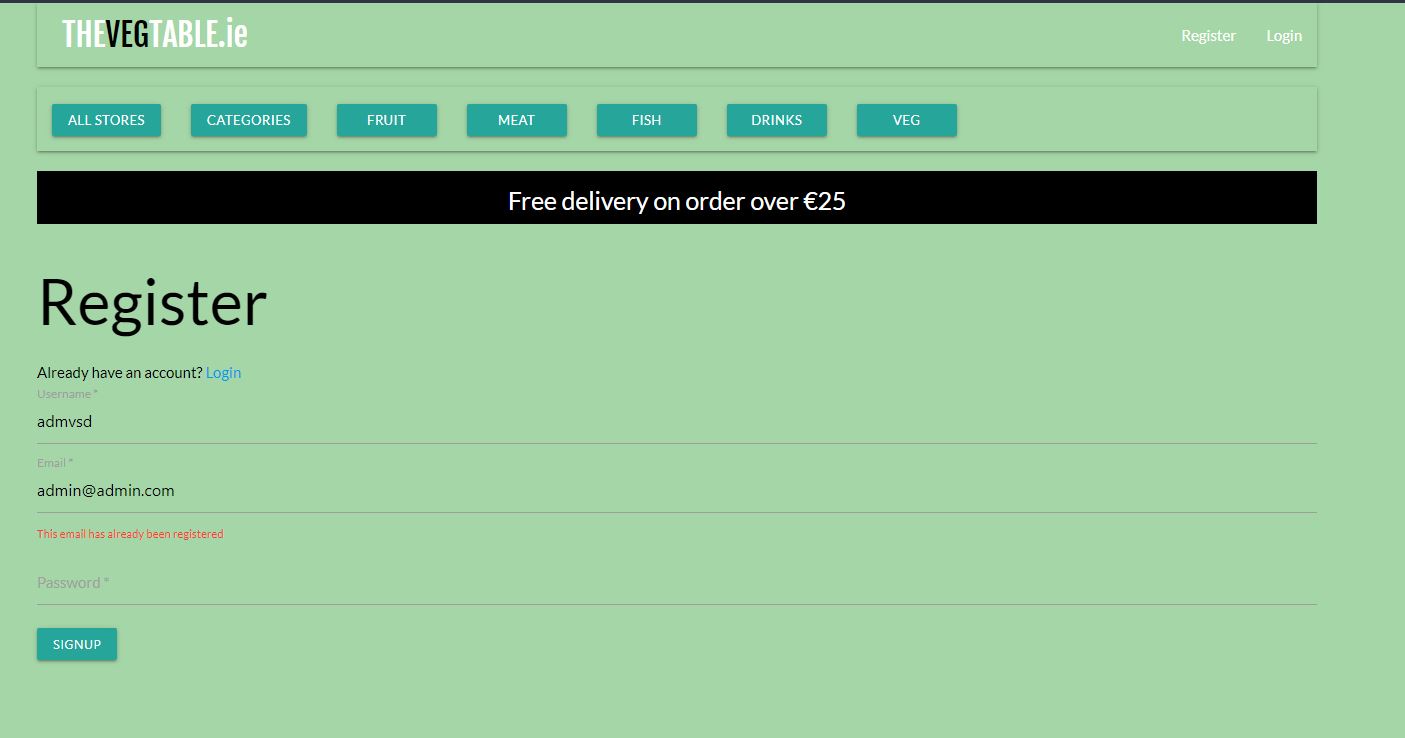 THEVEGTABLE.ie Register Login
ALL STORES CATEGORIES FRUIT MEAT FISH DRINKS VEG
Free delivery on order over €25
Register
Already have an account? Login
Username *
admvsd
Email *
admin@admin.com
This email has already been registered
Password *
SIGNUP